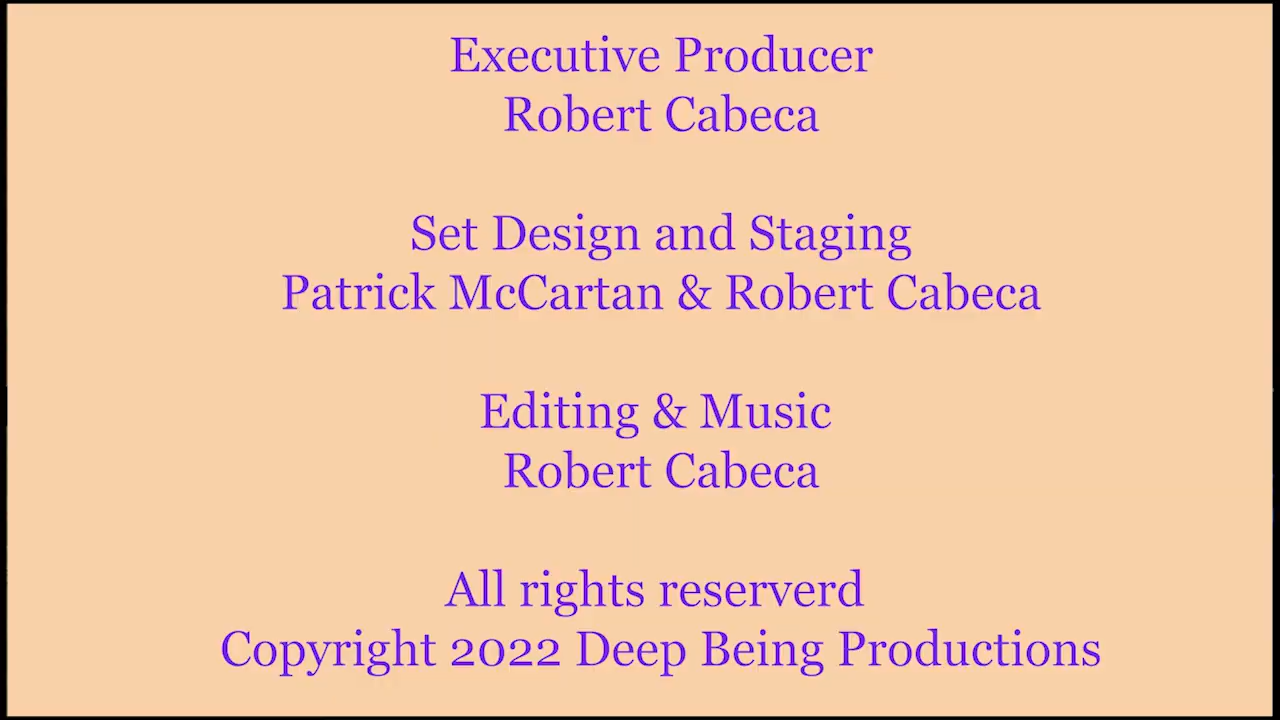 Executive Producer
Robert Cabeca
Set Design and Staging
Patrick McCartan & Robert Cabeca
Editing & Music
Robert Cabeca
All rights reserverd
Copyright 2022 Deep Being Productions